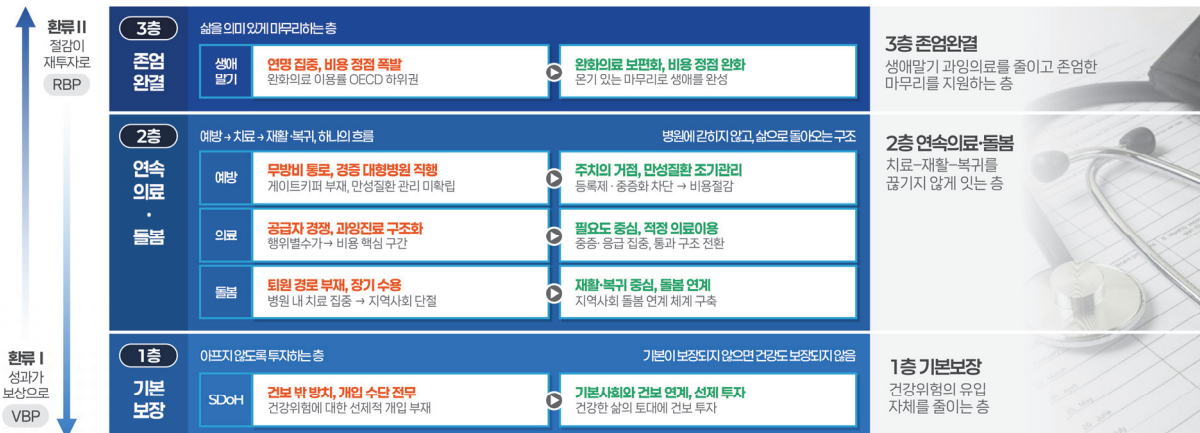 환류 II
절감이
재투자로
RBP
환류 I
성과가
보상으로
VBP
3층
존엄
완결
삶을 의미 있게 마무리하는 층
생애
말기
연명 집중, 비용 정점 폭발
완화의료 이용률 OECD 하위권
완화의료 보편화, 비용 정점 완화
온기 있는 마무리로 생애를 완성
3층 존엄완결
생애말기 과잉의료를 줄이고 존엄한
마무리를 지원하는 층
2층
연속
의료
·
돌봄
예방 → 치료 → 재활·복귀, 하나의 흐름
병원에 갇히지 않고, 삶으로 돌아오는 구조
예방
무방비 통로, 경증 대형병원 직행
게이트키퍼 부재, 만성질환 관리 미확립
주치의 거점, 만성질환 조기관리
등록제 · 중증화 차단 → 비용절감
의료
공급자 경쟁, 과잉진료 구조화
행위별수가 → 비용 핵심 구간
필요도 중심, 적정 의료이용
중증·응급 집중, 통과 구조 전환
돌봄
퇴원 경로 부재, 장기 수용
병원 내 치료 집중 → 지역사회 단절
재활·복귀 중심, 돌봄 연계
지역사회 돌봄 연계 체계 구축
2층 연속의료·돌봄
치료–재활–복귀를
끊기지 않게 잇는 층
1층
기본
보장
아프지 않도록 투자하는 층
기본이 보장되지 않으면 건강도 보장되지 않음
SDoH
건보 밖 방치, 개입 수단 전무
건강위험에 대한 선제적 개입 부재
기본사회와 건보 연계, 선제 투자
건강한 삶의 토대에 건보 투자
1층 기본보장
건강위험의 유입
자체를 줄이는 층